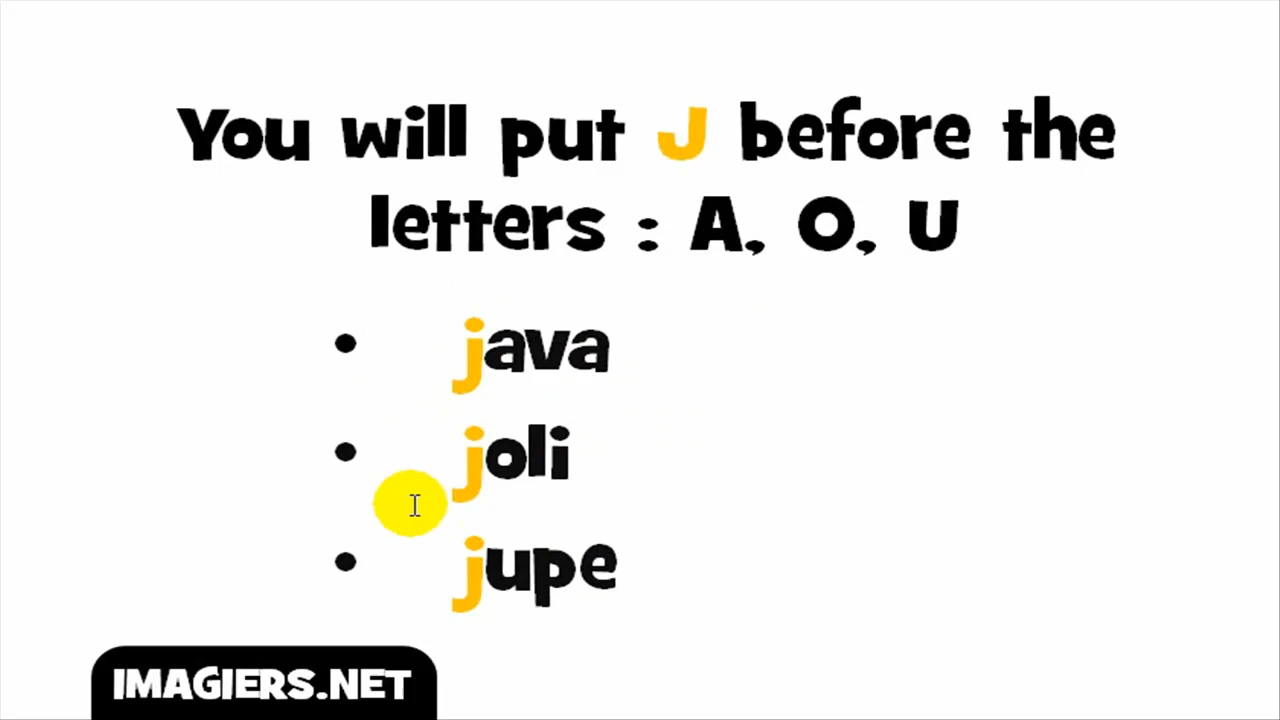 You will put J before the
letters : A, O, U
• java
• joli
• jupe
IMAGIERS.NET